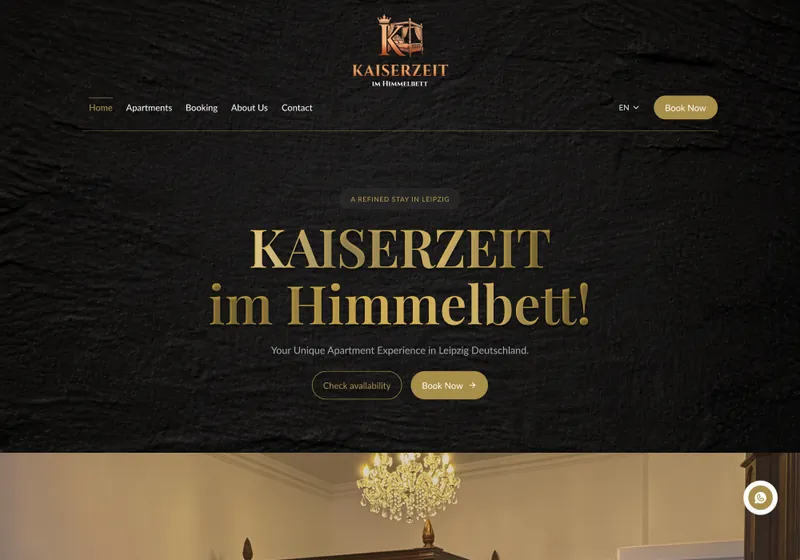 KAISERZEIT
IM HIMMELBETT
Home Apartments Booking About Us Contact EN Book Now
A REFINED STAY IN LEIPZIG
KAISERZEIT
im Himmelbett!
Your Unique Apartment Experience in Leipzig Deutschland.
Check availability Book Now